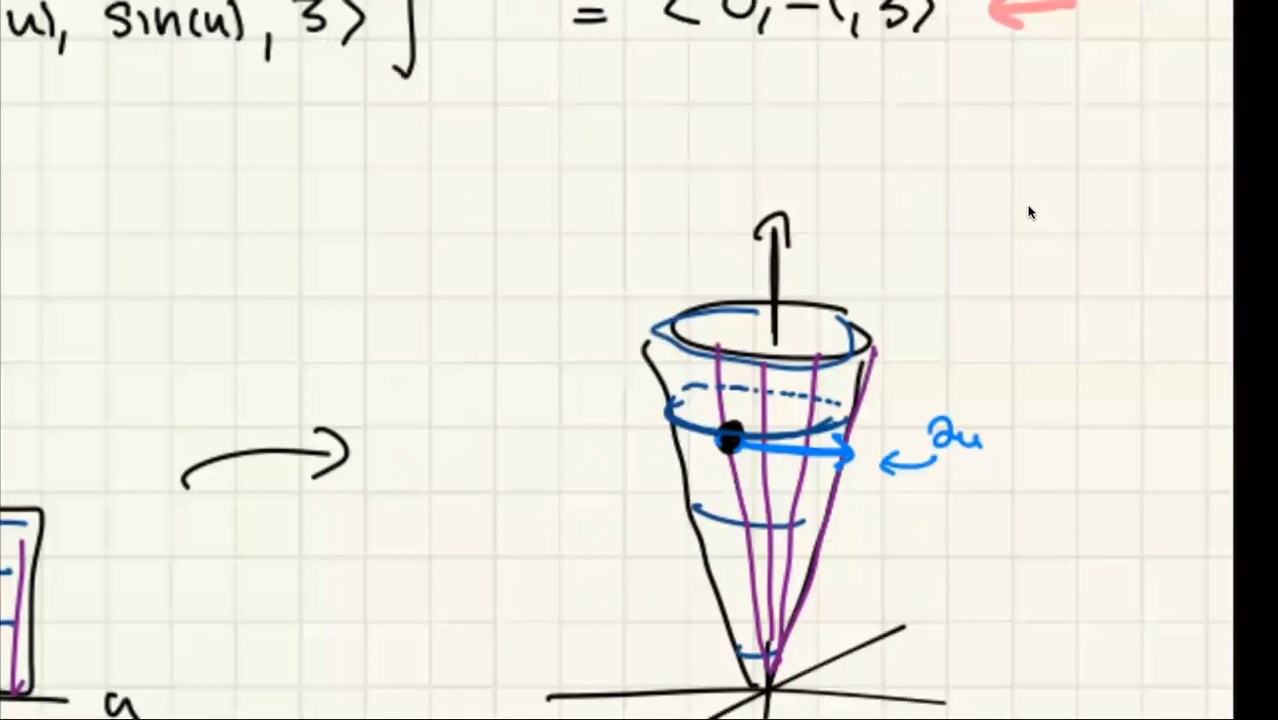 u), sin(u), 3⟩ ] = ⟨0, -1, 3⟩
∂u
u